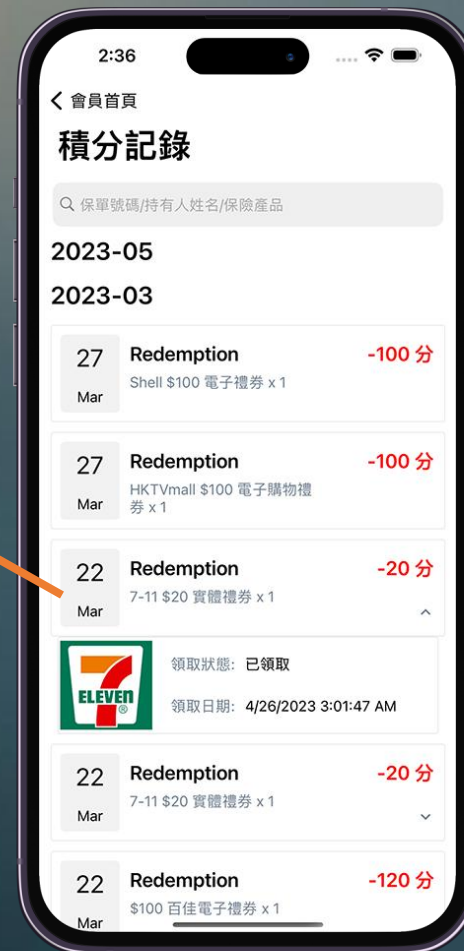 2:36
會員首頁
積分記錄
保單號碼/持有人姓名/保險產品
2023-05
2023-03
27 Redemption -100 分
Mar Shell $100 電子禮券 x 1
27 Redemption -100 分
HKTVmall $100 電子購物禮
Mar 券 x 1
22 Redemption -20 分
7-11 $20 實體禮券 x 1
Mar
7
ELEVEn
®
領取狀態: 已領取
領取日期: 4/26/2023 3:01:47 AM
22 Redemption -20 分
7-11 $20 實體禮券 x 1
Mar
22 Redemption -120 分
$100 百佳電子禮券 x 1
Mar